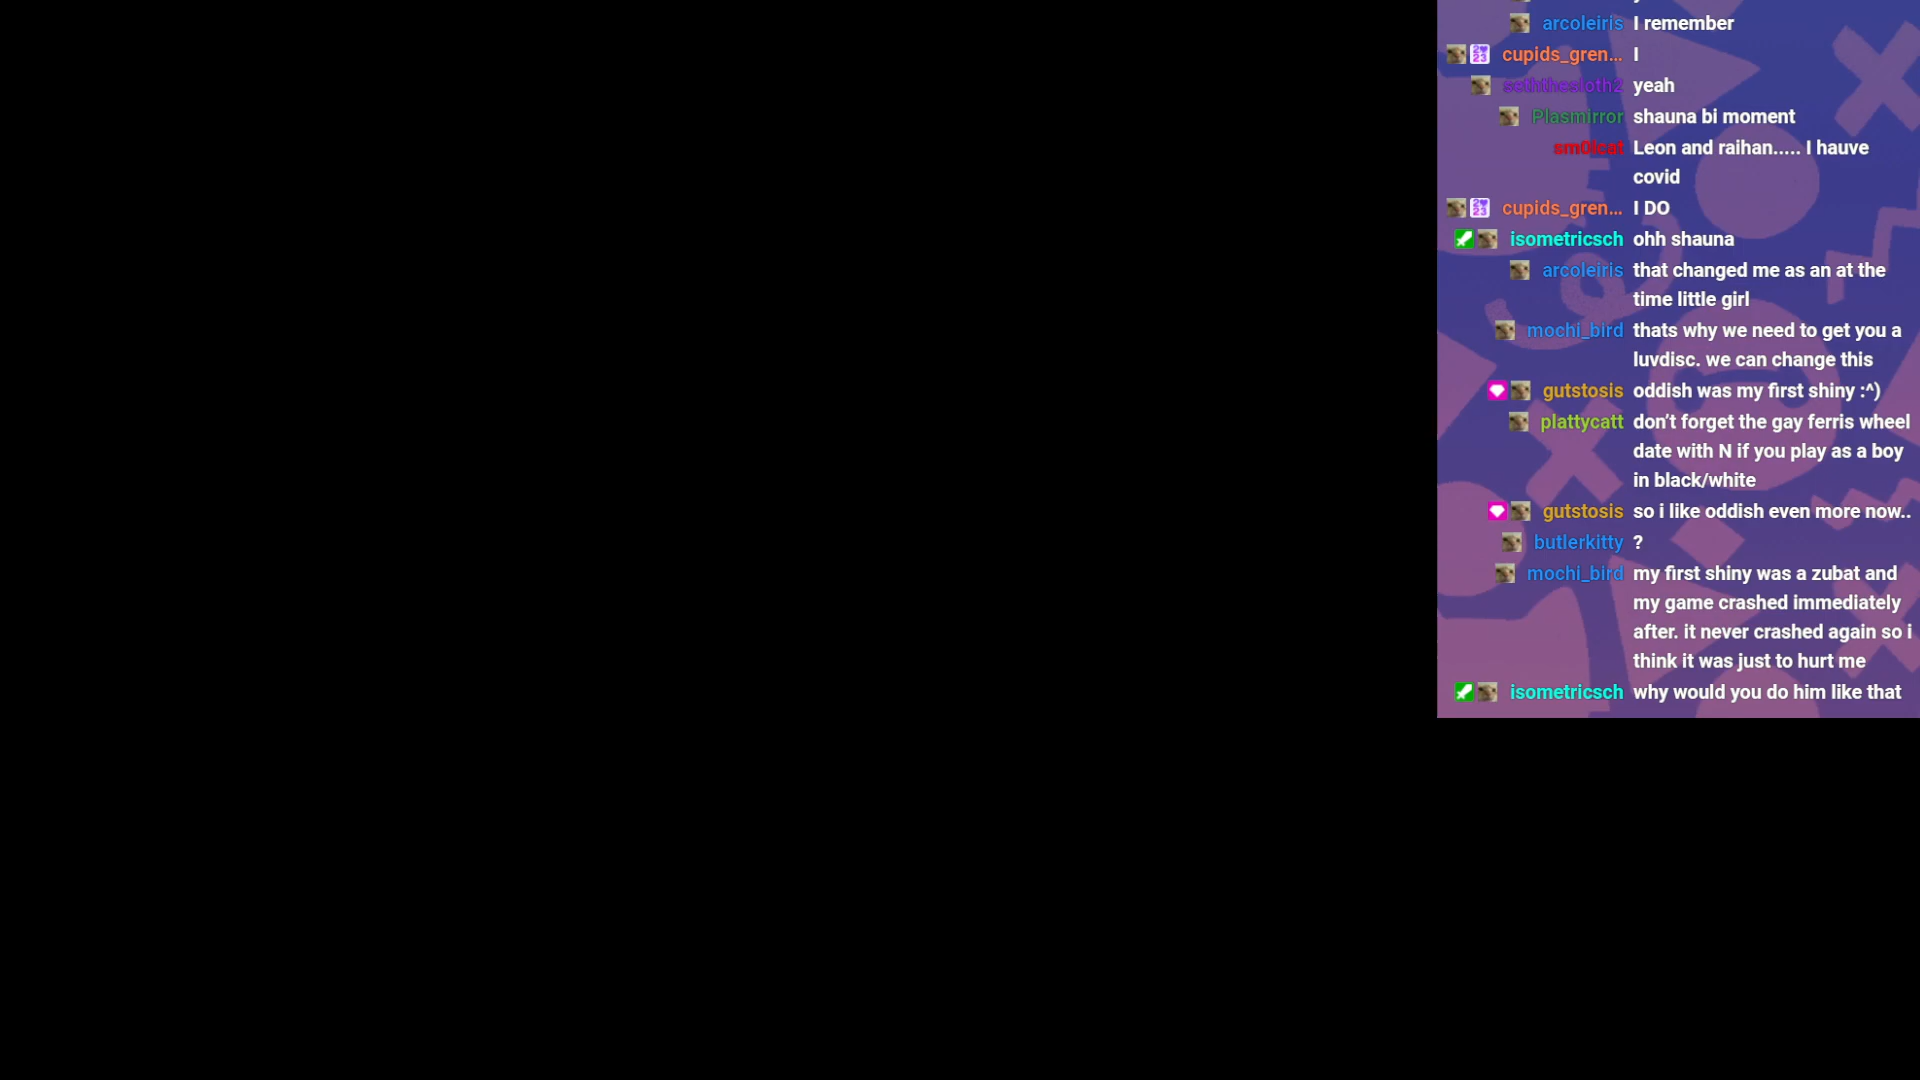 arcoleiris I remember
cupids_gren... I
seththesloth2 yeah
Plasmirror shauna bi moment
sm0lcat Leon and raihan..... I hauve
covid
cupids_gren... I DO
isometricsch ohh shauna
arcoleiris that changed me as an at the
time little girl
mochi_bird thats why we need to get you a
luvdisc. we can change this
gutstosis oddish was my first shiny :^)
plattycatt don't forget the gay ferris wheel
date with N if you play as a boy
in black/white
gutstosis so i like oddish even more now..
butlerkitty ?
mochi_bird my first shiny was a zubat and
my game crashed immediately
after. it never crashed again so i
think it was just to hurt me
isometricsch why would you do him like that